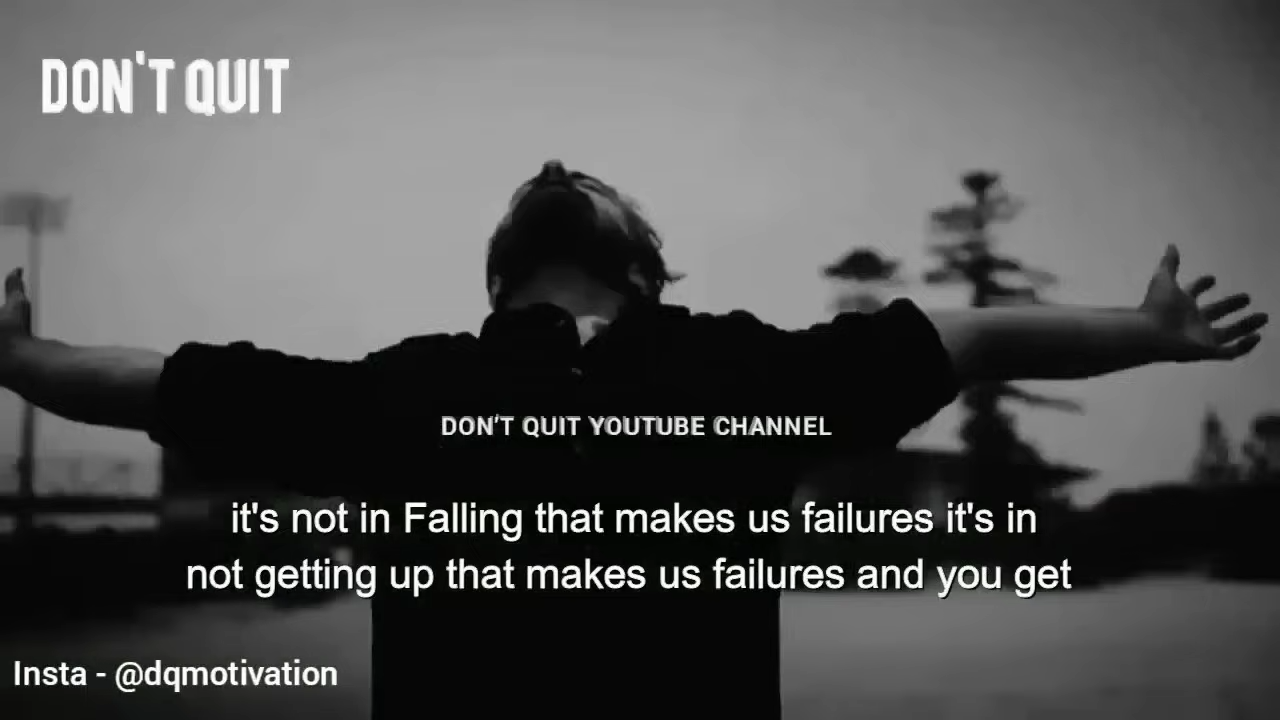 DON'T QUIT
DON'T QUIT YOUTUBE CHANNEL
it's not in Falling that makes us failures it's in
not getting up that makes us failures and you get
Insta - @dqmotivation